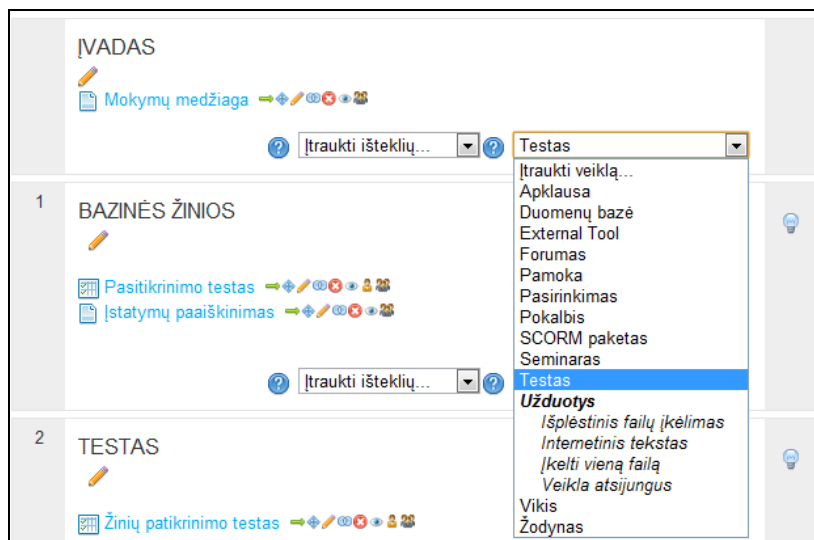 ĮVADAS
Mokymų medžiaga
Įtraukti išteklių...
Testas
Įtraukti veiklą...
Apklausa
Duomenų bazė
External Tool
Forumas
Pamoka
Pasirinkimas
Pokalbis
SCORM paketas
Seminaras
Testas
Užduotys
Išplėstinis failų įkėlimas
Internetinis tekstas
Įkelti vieną failą
Veikla atsijungus
Vikis
Žodynas
1
BAZINĖS ŽINIOS
Pasitikrinimo testas
Įstatymų paaiškinimas
Įtraukti išteklių...
2
TESTAS
Žinių patikrinimo testas